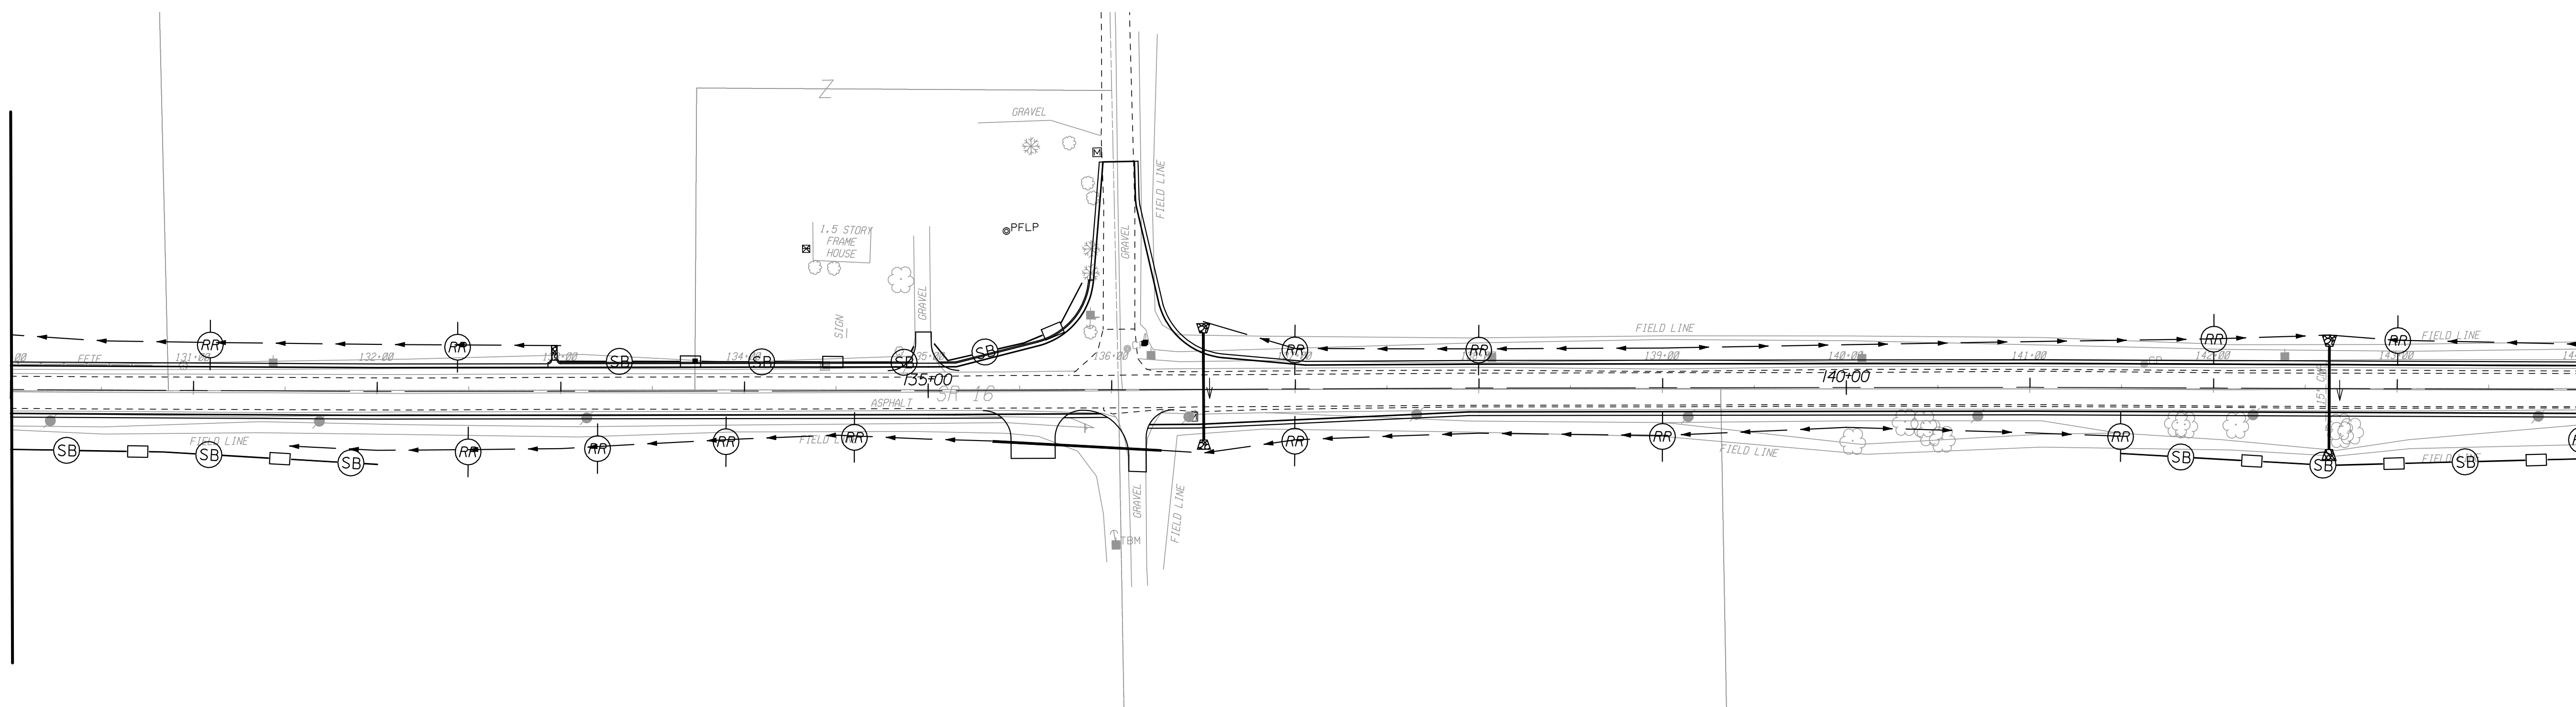 GRAVEL
M
FIELD LINE
1.5 STORY
FRAME
HOUSE
PFLP
GRAVEL
GRAVEL
SIGN
FIELD LINE
FIELD LINE
RR
RR
RR
RR
RR
RR
00
131+00
132+00
134+00
135+00
136+00
139+00
140+00
141+00
142+00
SB
SB
SB
SB
135+00
140+00
SR 16
ASPHALT
FIELD LINE
SB
SB
SB
RR
RR
RR
RR
RR
RR
RR
FIELD LINE
SB
SB
SB
GRAVEL
FIELD LINE
TBM